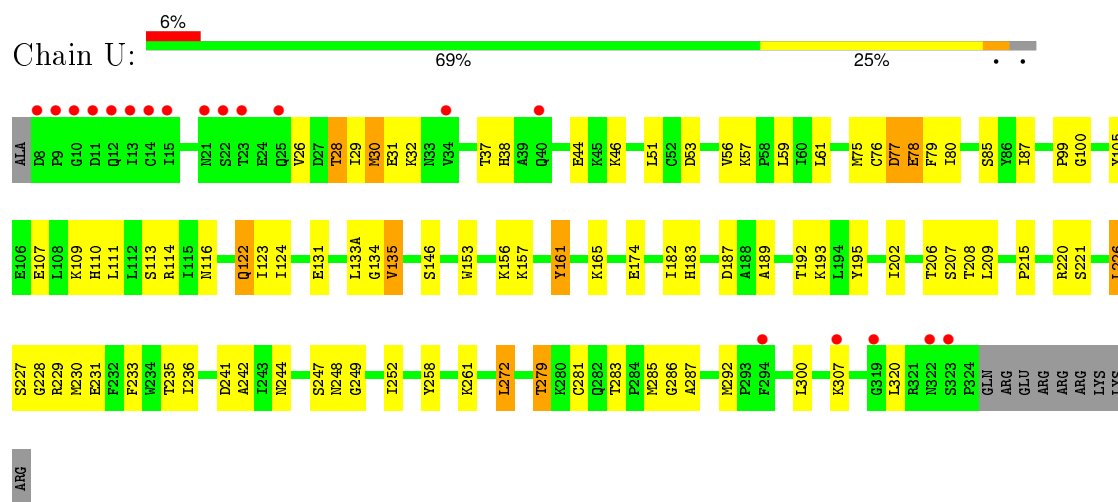 6%
Chain U:
69% 25% • •
ALA D8 P9 G10 D11 Q12 I13 G14 I15 N21 S22 T23 E24 Q25 V26 D27 T28 I29 M30 E31 K32 N33 V34 T37 H38 A39 Q40 E44 K45 K46 L51 C52 D53 V56 K57 P58 L59 I60 L61 M75 C76 D77 E78 F79 I80 S85 Y86 I87 P99 G100 Y105
E106 E107 L108 K109 H110 L111 L112 S113 R114 I115 N116 Q122 I123 I124 E131 L133A G134 V135 S146 W153 K156 K157 Y161 K165 E174 I182 H183 D187 A188 A189 T192 K193 L194 Y195 I202 T206 S207 T208 L209 P215 R220 S221 L226
S227 G228 R229 M230 E231 F232 F233 W234 T235 I236 D241 A242 I243 N244 S247 N248 G249 I252 Y258 K261 L272 T279 K280 C281 Q282 T283 P284 M285 G286 A287 M292 P293 F294 L300 K307 G319 L320 R321 N322 S323 P324 GLN ARG GLU ARG ARG ARG LYS LYS
ARG